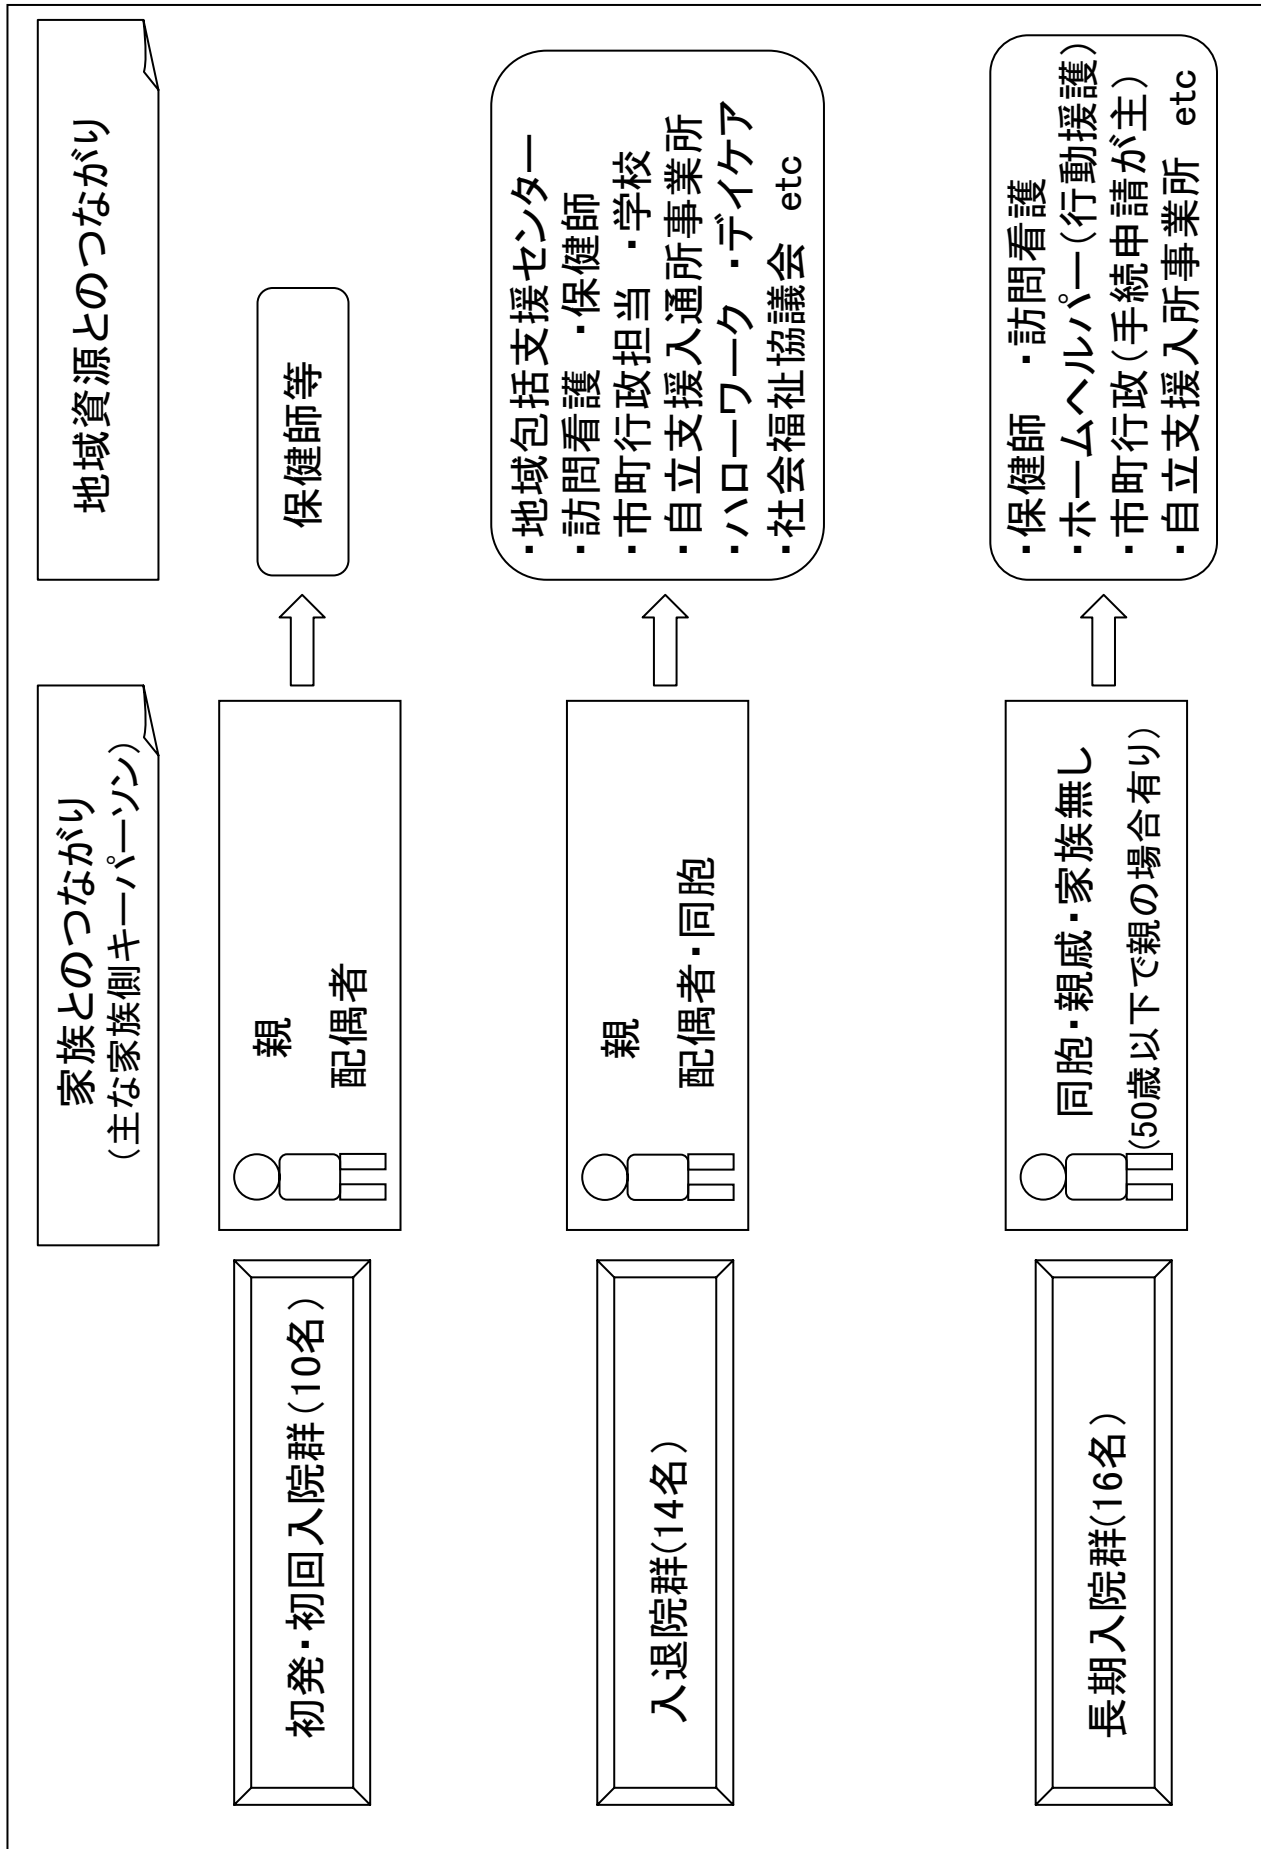 家族とのつながり
(主な家族側キーパーソン)
地域資源とのつながり
初発・初回入院群(10名)
親
配偶者
保健師等
入退院群(14名)
親
配偶者・同胞
・地域包括支援センター
・訪問看護 ・保健師
・市町行政担当 ・学校
・自立支援入通所事業所
・ハローワーク ・デイケア
・社会福祉協議会 etc
長期入院群(16名)
同胞・親戚・家族無し
(50歳以下で親の場合有り)
・保健師 ・訪問看護
・ホームヘルパー(行動援護)
・市町行政(手続申請が主)
・自立支援入所事業所 etc